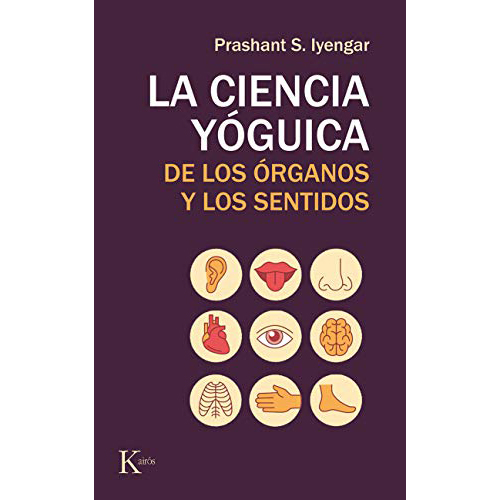 Prashant S. Iyengar
LA CIENCIA
YÓGUICA
DE LOS ÓRGANOS
Y LOS SENTIDOS
Kairós